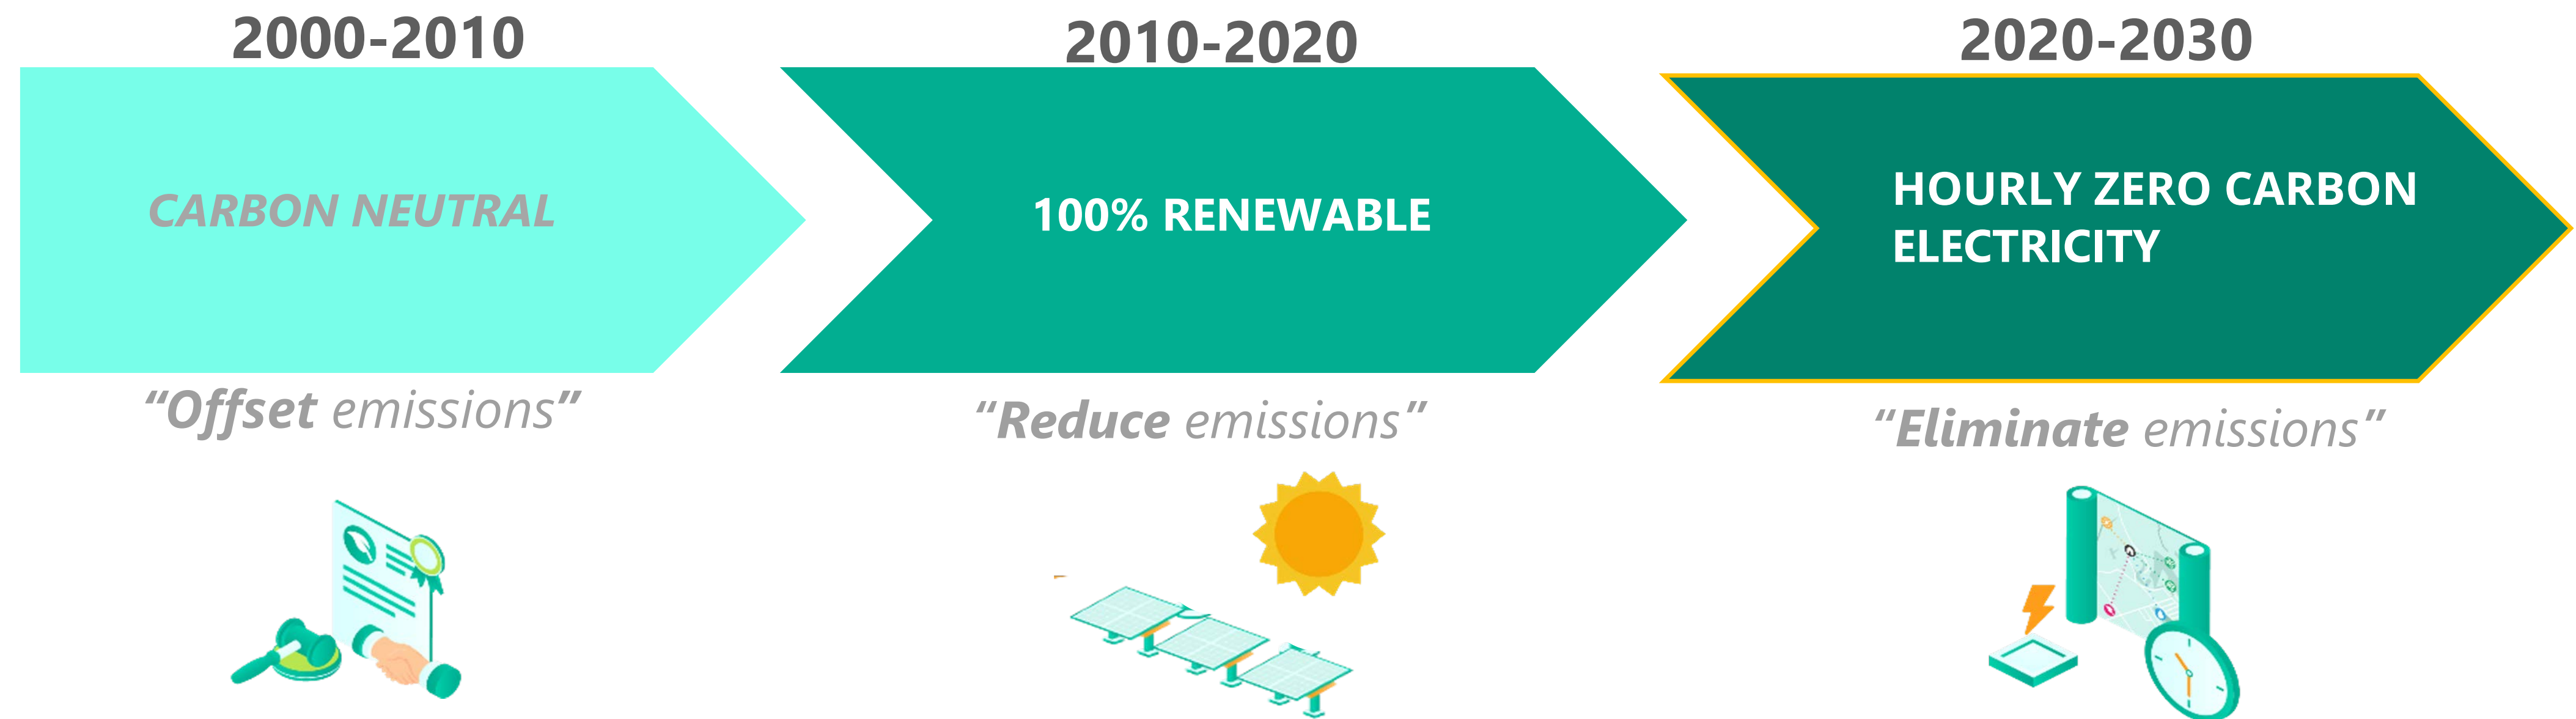 2000-2010
2010-2020
2020-2030
CARBON NEUTRAL
100% RENEWABLE
HOURLY ZERO CARBON
ELECTRICITY
“Offset emissions”
“Reduce emissions”
“Eliminate emissions”